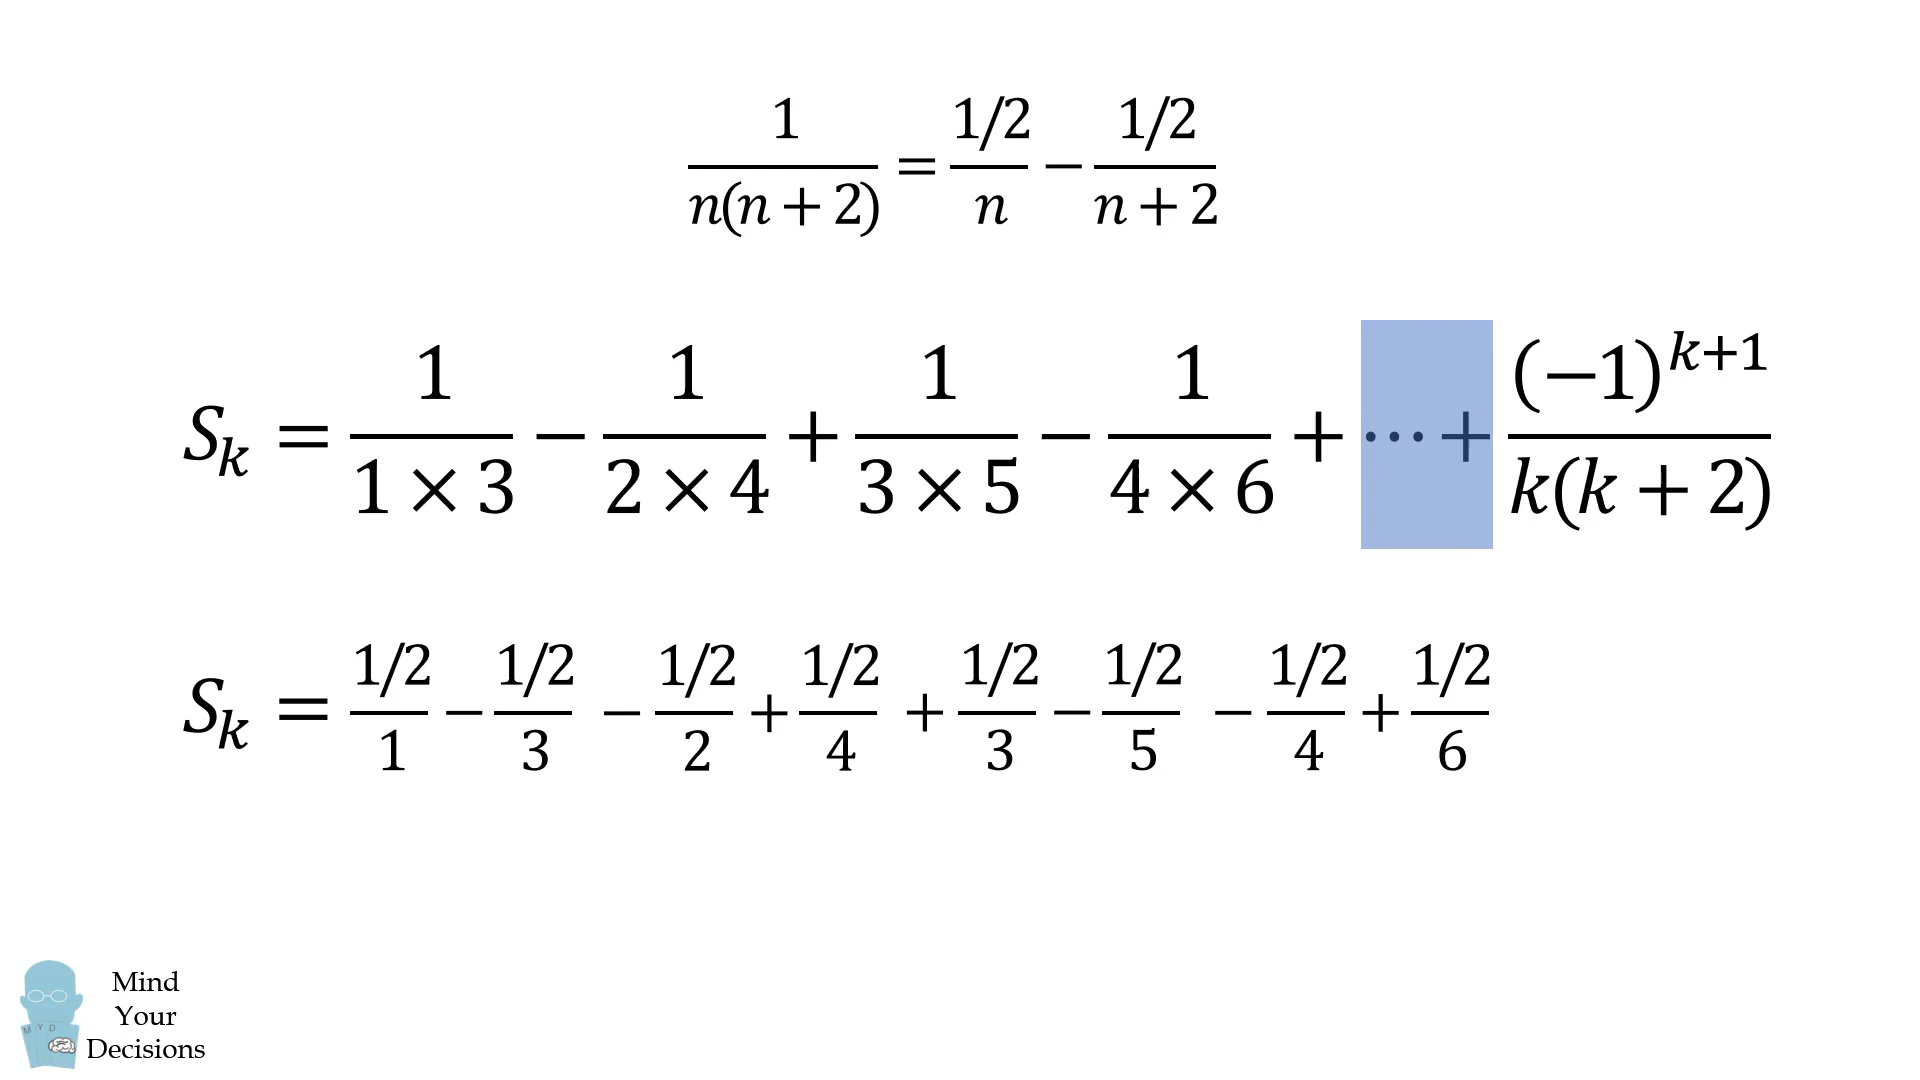 1/(n(n + 2)) = (1/2)/n − (1/2)/(n + 2)
S_k = 1/(1 × 3) − 1/(2 × 4) + 1/(3 × 5) − 1/(4 × 6) + ⋯ + (−1)^(k+1)/(k(k + 2))
S_k = (1/2)/1 − (1/2)/3 − (1/2)/2 + (1/2)/4 + (1/2)/3 − (1/2)/5 − (1/2)/4 + (1/2)/6
M Y D
Mind
Your
Decisions